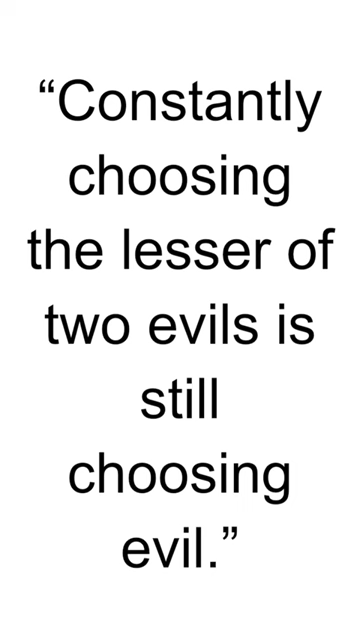 “Constantly
choosing
the lesser of
two evils is
still
choosing
evil.”